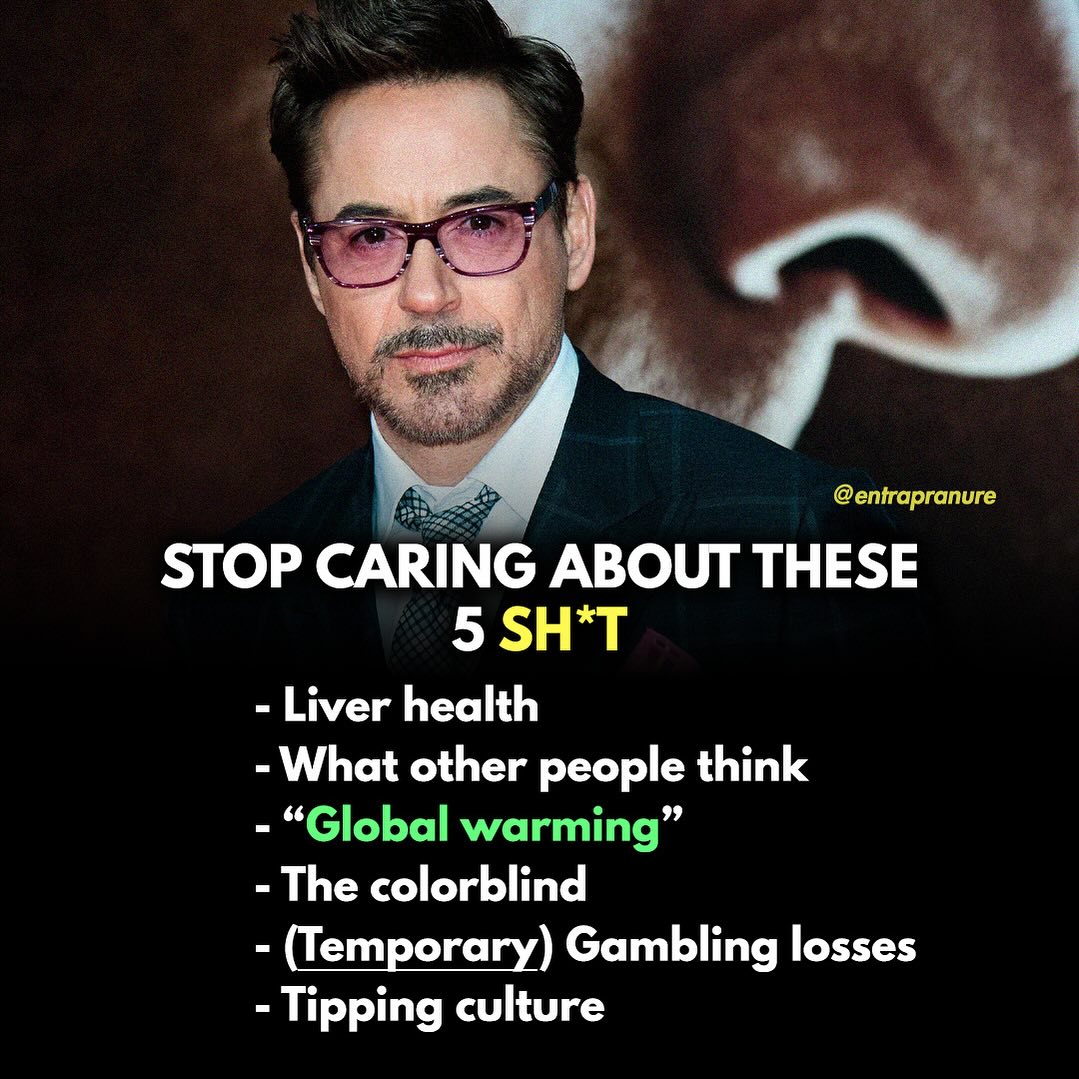 @entrapranure
STOP CARING ABOUT THESE
5 SH*T
- Liver health
- What other people think
- “Global warming”
- The colorblind
- (Temporary) Gambling losses
- Tipping culture